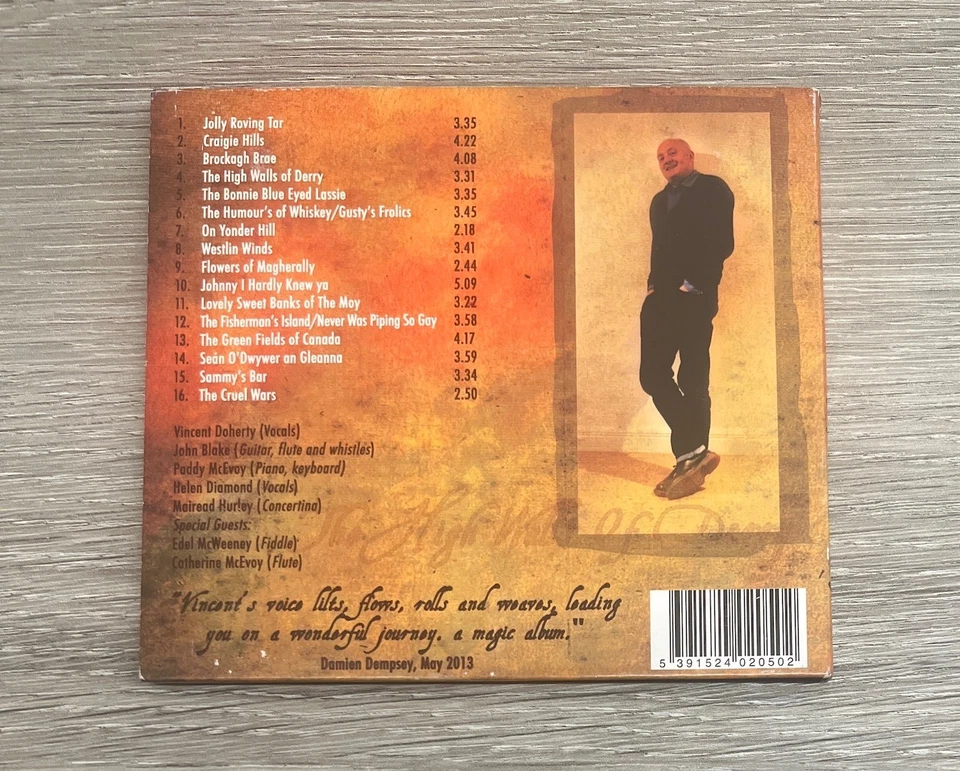 1. Jolly Roving Tar 3.35
2. Craigie Hills 4.22
3. Brockagh Brae 4.08
4. The High Walls of Derry 3.31
5. The Bonnie Blue Eyed Lassie 3.35
6. The Humour's of Whiskey/Gusty's Frolics 3.45
7. On Yonder Hill 2.18
8. Westlin Winds 3.41
9. Flowers of Magherally 2.44
10. Johnny I Hardly Knew ya 5.09
11. Lovely Sweet Banks of The Moy 3.22
12. The Fisherman's Island/Never Was Piping So Gay 3.58
13. The Green Fields of Canada 4.17
14. Seán O'Dwywer an Gleanna 3.59
15. Sammy's Bar 3.34
16. The Cruel Wars 2.50
Vincent Doherty (Vocals)
John Blake (Guitar, flute and whistles)
Paddy McEvoy (Piano, keyboard)
Helen Diamond (Vocals)
Mairead Hurley (Concertina)
Special Guests:
Edel McWeeney (Fiddle)
Catherine McEvoy (Flute)
The High Walls Of Derry
"Vincent's voice lilts, flows, rolls and weaves, leading
you on a wonderful journey. a magic album."
Damien Dempsey, May 2013
5 391524 020502